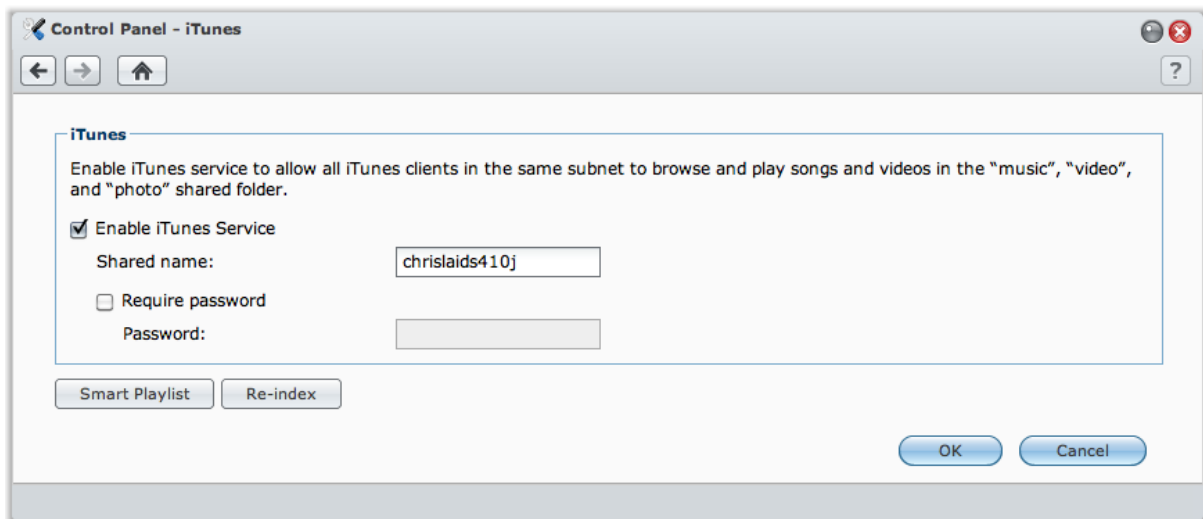 Control Panel - iTunes
?
iTunes
Enable iTunes service to allow all iTunes clients in the same subnet to browse and play songs and videos in the “music”, “video”,
and “photo” shared folder.
Enable iTunes Service
Shared name: chrislaids410j
Require password
Password:
Smart Playlist Re-index
OK Cancel